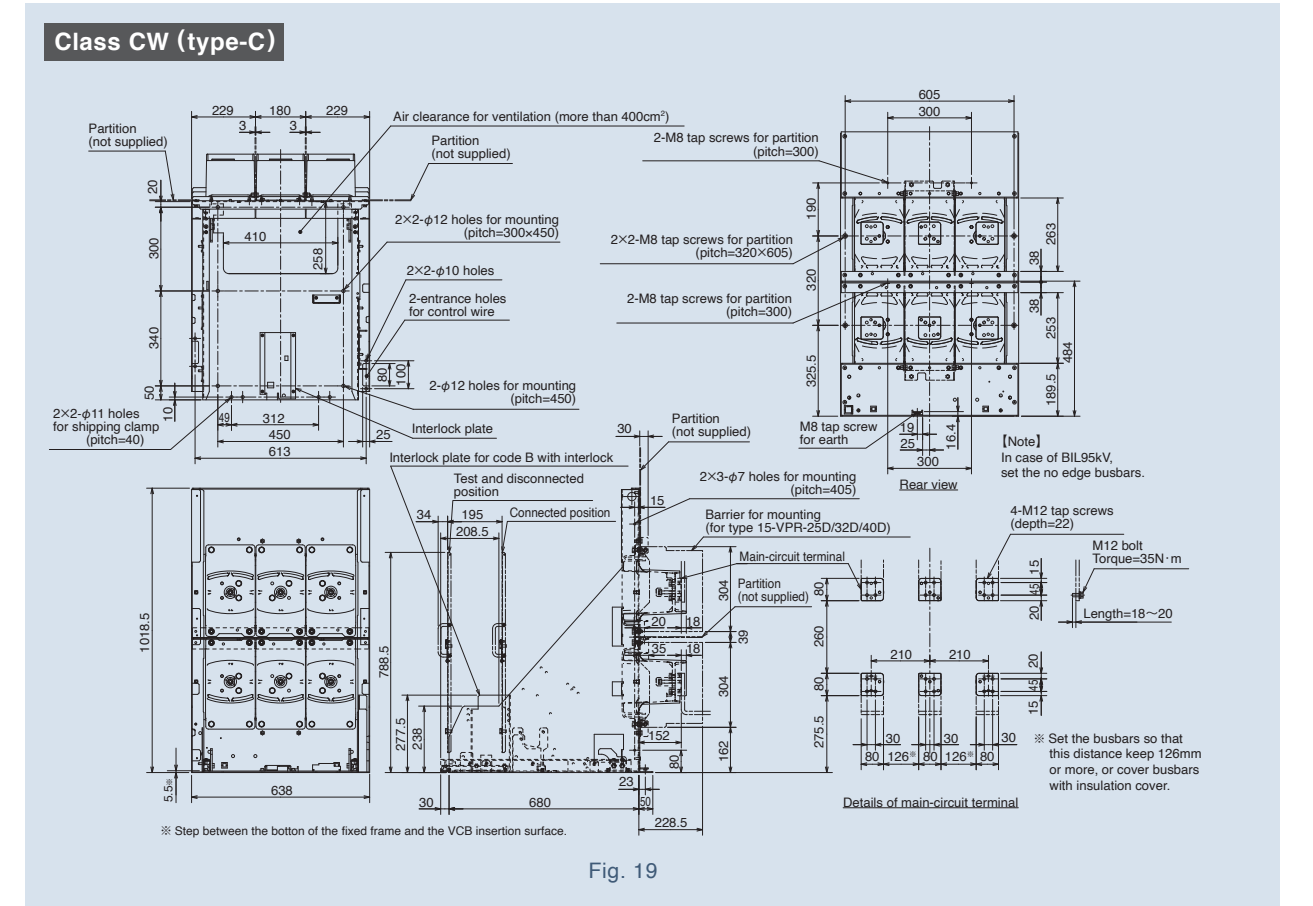 Class CW (type-C)
229
180
229
3
3
Air clearance for ventilation (more than 400cm²)
Partition
(not supplied)
Partition
(not supplied)
20
300
340
50
10
410
258
2×2-φ12 holes for mounting
(pitch=300×450)
2×2-φ10 holes
2-entrance holes
for control wire
80
100
2-φ12 holes for mounting
(pitch=450)
Interlock plate
2×2-φ11 holes
for shipping clamp
(pitch=40)
49
312
450
25
613
605
300
2-M8 tap screws for partition
(pitch=300)
190
2×2-M8 tap screws for partition
(pitch=320×605)
320
2-M8 tap screws for partition
(pitch=300)
325.5
263
38
38
253
484
189.5
M8 tap screw
for earth
19
25
16.4
300
Rear view
【Note】
In case of BIL95kV,
set the no edge busbars.
1018.5
5.5※
638
※ Step between the botton of the fixed frame and the VCB insertion surface.
Interlock plate for code B with interlock
Test and disconnected
position
Connected position
34
195
208.5
30
Partition
(not supplied)
2×3-φ7 holes for mounting
(pitch=405)
15
Barrier for mounting
(for type 15-VPR-25D/32D/40D)
Main-circuit terminal
Partition
(not supplied)
304
20
18
39
35
18
304
152
162
80
788.5
277.5
238
30
680
23
50
228.5
4-M12 tap screws
(depth=22)
M12 bolt
Torque=35N·m
Length=18~20
80
15
45
20
260
210
210
80
20
45
15
275.5
30
30
30
80
126※
80
126※
80
Details of main-circuit terminal
※ Set the busbars so that
this distance keep 126mm
or more, or cover busbars
with insulation cover.
Fig. 19